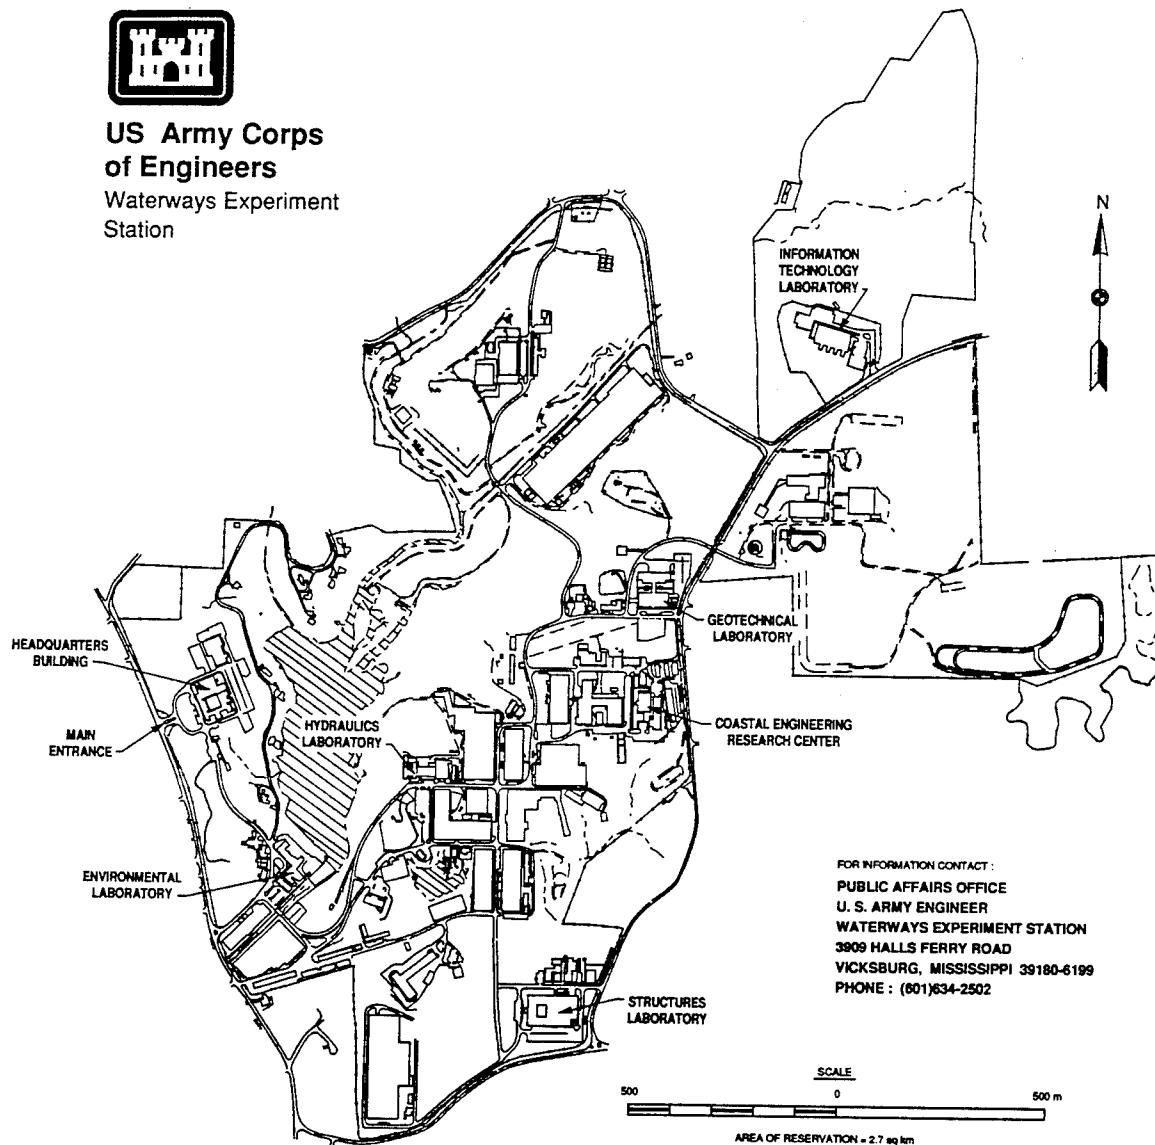 US Army Corps
of Engineers
Waterways Experiment
Station
N
INFORMATION
TECHNOLOGY
LABORATORY
HEADQUARTERS
BUILDING
GEOTECHNICAL
LABORATORY
MAIN
ENTRANCE
HYDRAULICS
LABORATORY
COASTAL ENGINEERING
RESEARCH CENTER
ENVIRONMENTAL
LABORATORY
FOR INFORMATION CONTACT :
PUBLIC AFFAIRS OFFICE
U. S. ARMY ENGINEER
WATERWAYS EXPERIMENT STATION
3909 HALLS FERRY ROAD
VICKSBURG, MISSISSIPPI 39180-6199
PHONE : (601)634-2502
STRUCTURES
LABORATORY
SCALE
500 0 500 m
AREA OF RESERVATION = 2.7 sq km